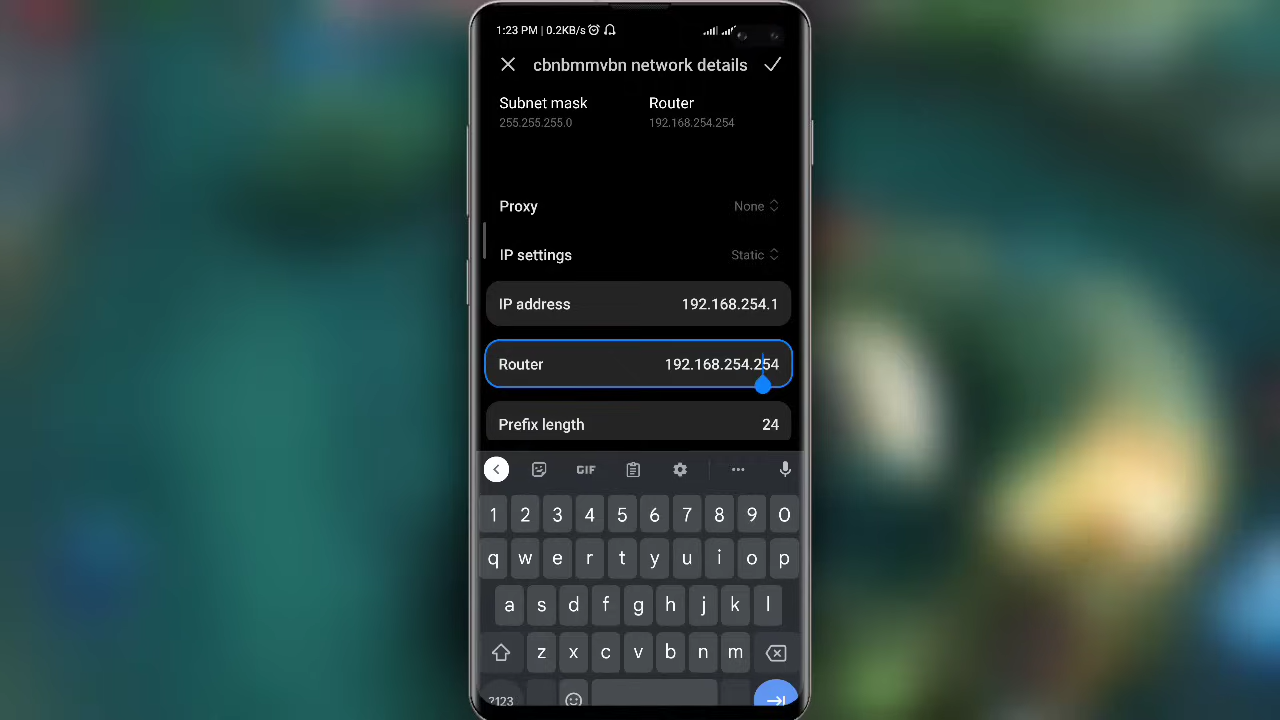 1:23 PM | 0.2KB/s
cbnbmmvbn network details
Subnet mask Router
255.255.255.0 192.168.254.254
Proxy None
IP settings Static
IP address 192.168.254.1
Router 192.168.254.254
Prefix length 24
GIF
1 2 3 4 5 6 7 8 9 0
q w e r t y u i o p
a s d f g h j k l
z x c v b n m
?123